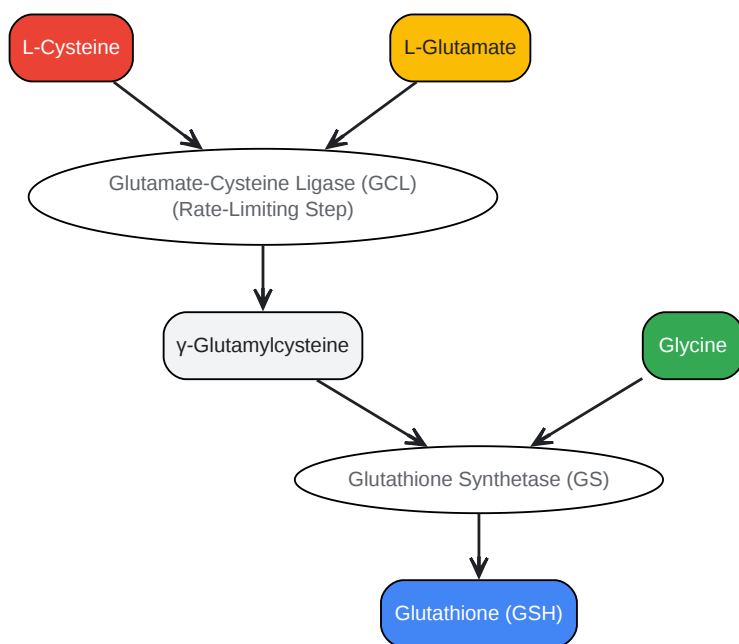 L-Cysteine
L-Glutamate
Glutamate-Cysteine Ligase (GCL)
(Rate-Limiting Step)
γ-Glutamylcysteine
Glycine
Glutathione Synthetase (GS)
Glutathione (GSH)